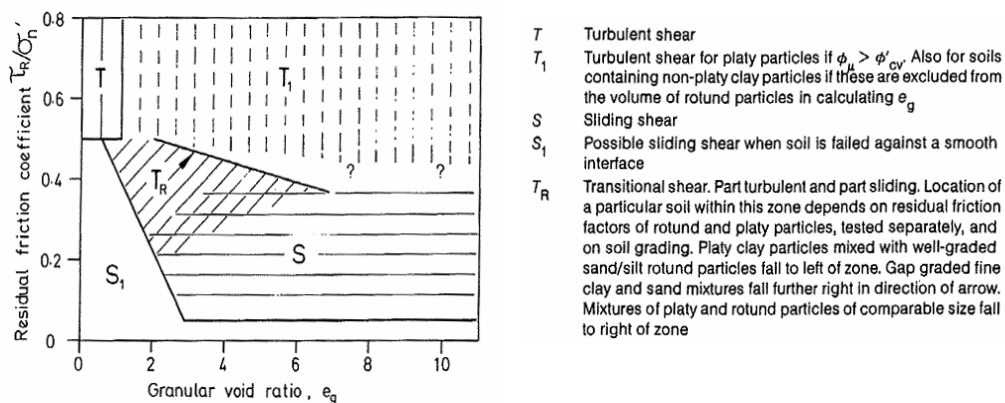 Residual friction coefficient τR/σn′
0.8
0.6
0.4
0.2
0
T
T1
TR
S
S1
?
?
0
2
4
6
8
10
Granular void ratio, eg
T Turbulent shear
T1 Turbulent shear for platy particles if ϕμ > ϕ′cv. Also for soils
containing non-platy clay particles if these are excluded from
the volume of rotund particles in calculating eg
S Sliding shear
S1 Possible sliding shear when soil is failed against a smooth
interface
TR Transitional shear. Part turbulent and part sliding. Location of
a particular soil within this zone depends on residual friction
factors of rotund and platy particles, tested separately, and
on soil grading. Platy clay particles mixed with well-graded
sand/silt rotund particles fall to left of zone. Gap graded fine
clay and sand mixtures fall further right in direction of arrow.
Mixtures of platy and rotund particles of comparable size fall
to right of zone